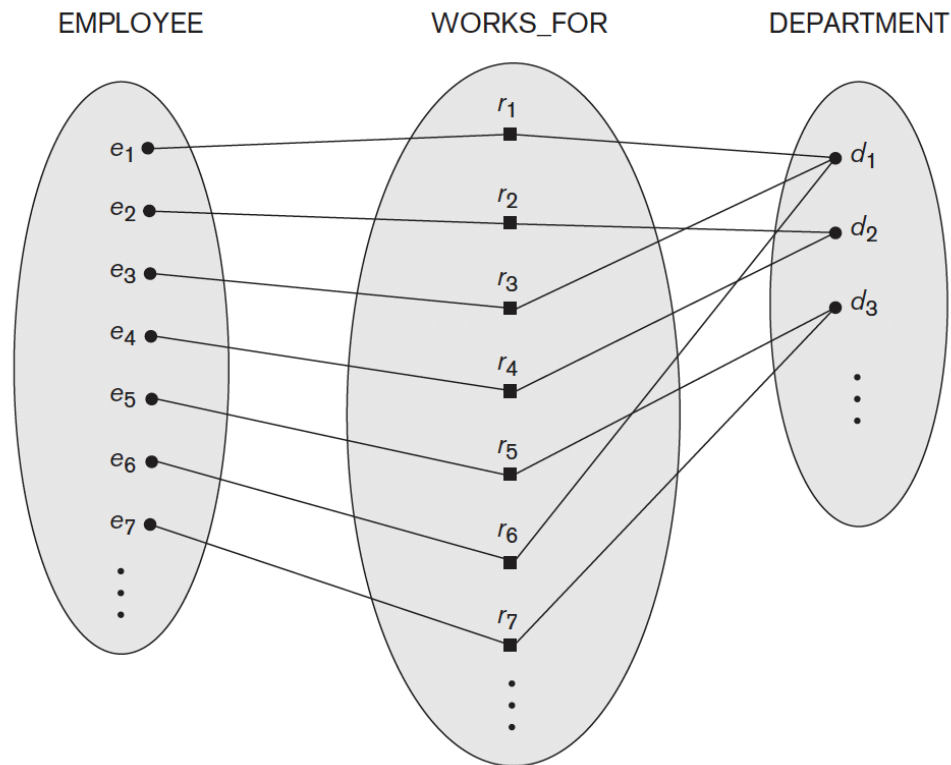 EMPLOYEE
WORKS_FOR
DEPARTMENT
e1
e2
e3
e4
e5
e6
e7
r1
r2
r3
r4
r5
r6
r7
d1
d2
d3